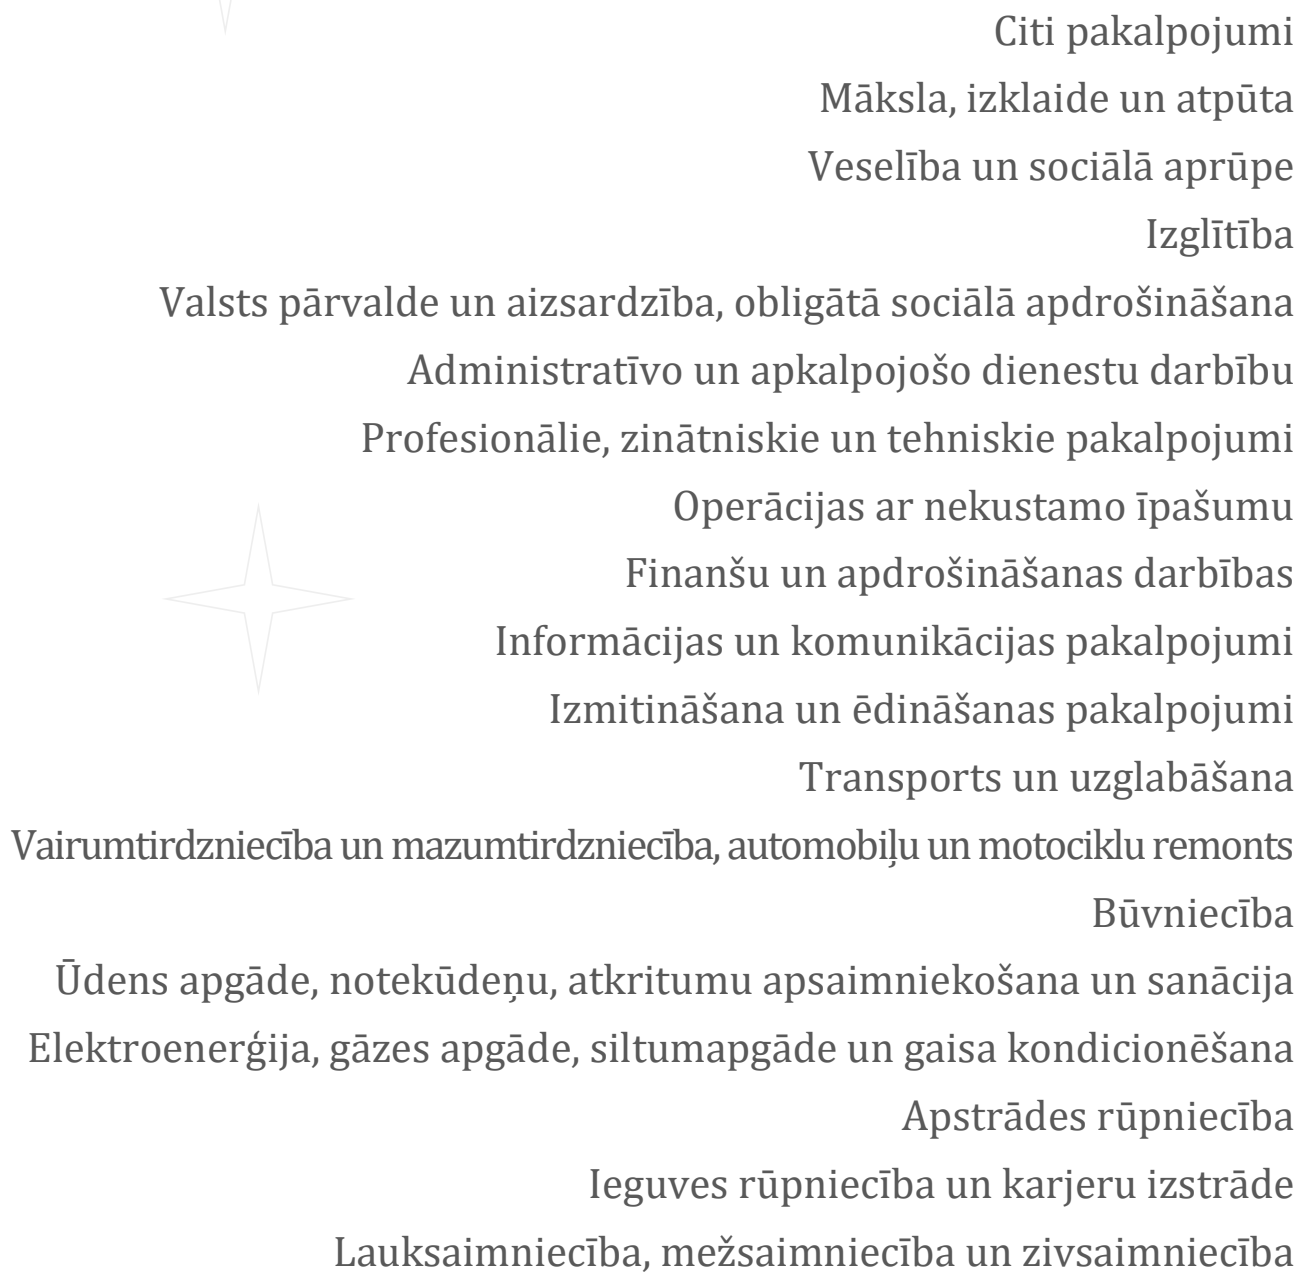 Citi pakalpojumi
Māksla, izklaide un atpūta
Veselība un sociālā aprūpe
Izglītība
Valsts pārvalde un aizsardzība, obligātā sociālā apdrošināšana
Administratīvo un apkalpojošo dienestu darbību
Profesionālie, zinātniskie un tehniskie pakalpojumi
Operācijas ar nekustamo īpašumu
Finanšu un apdrošināšanas darbības
Informācijas un komunikācijas pakalpojumi
Izmitināšana un ēdināšanas pakalpojumi
Transports un uzglabāšana
Vairumtirdzniecība un mazumtirdzniecība, automobiļu un motociklu remonts
Būvniecība
Ūdens apgāde, notekūdeņu, atkritumu apsaimniekošana un sanācija
Elektroenerģija, gāzes apgāde, siltumapgāde un gaisa kondicionēšana
Apstrādes rūpniecība
Ieguves rūpniecība un karjeru izstrāde
Lauksaimniecība, mežsaimniecība un zivsaimniecība